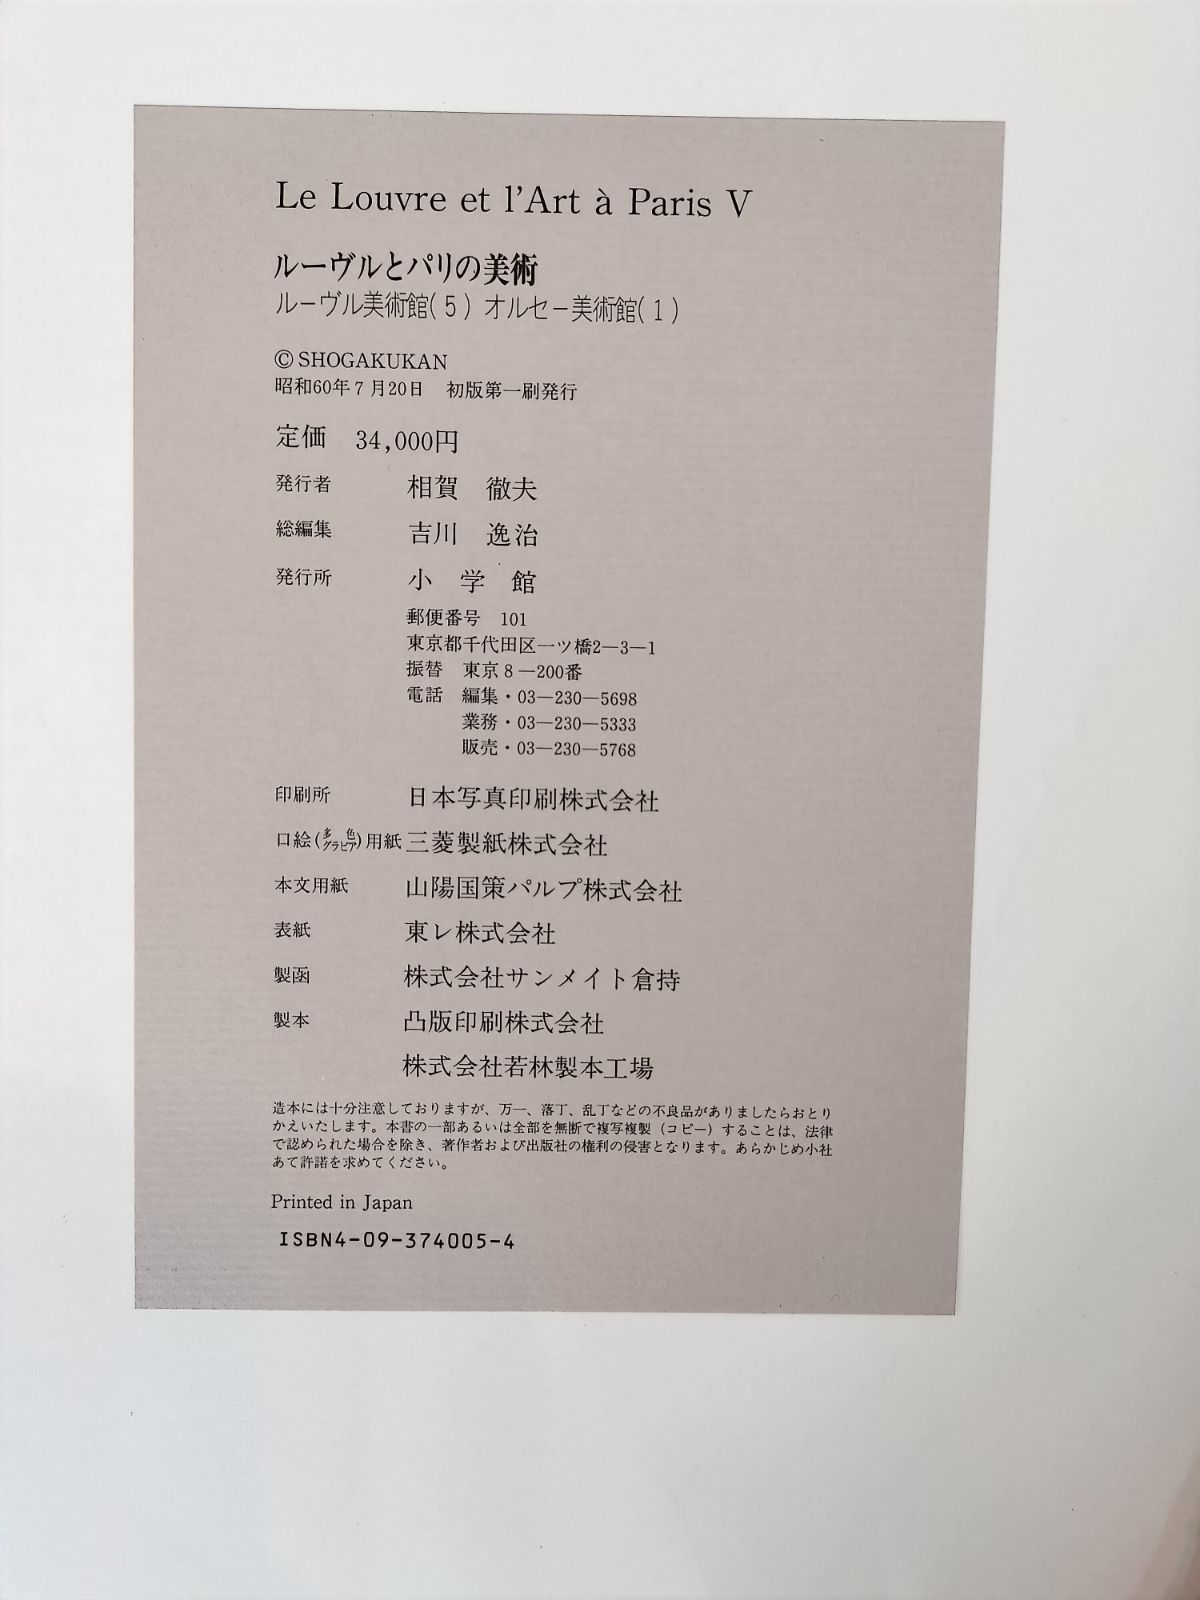 Le Louvre et l'Art à Paris V
ルーヴルとパリの美術
ルーヴル美術館(5) オルセー美術館(1)
© SHOGAKUKAN
昭和60年7月20日 初版第一刷発行
定価 34,000円
発行者 相賀 徹夫
総編集 吉川 逸治
発行所 小 学 館
郵便番号 101
東京都千代田区一ツ橋2―3―1
振替 東京8―200番
電話 編集・03―230―5698
業務・03―230―5333
販売・03―230―5768
印刷所 日本写真印刷株式会社
口絵(多色グラビア)用紙 三菱製紙株式会社
本文用紙 山陽国策パルプ株式会社
表紙 東レ株式会社
製函 株式会社サンメイト倉持
製本 凸版印刷株式会社
株式会社若林製本工場
造本には十分注意しておりますが、万一、落丁、乱丁などの不良品がありましたらおとり
かえいたします。本書の一部あるいは全部を無断で複写複製（コピー）することは、法律
で認められた場合を除き、著作者および出版社の権利の侵害となります。あらかじめ小社
あて許諾を求めてください。
Printed in Japan
ISBN4-09-374005-4